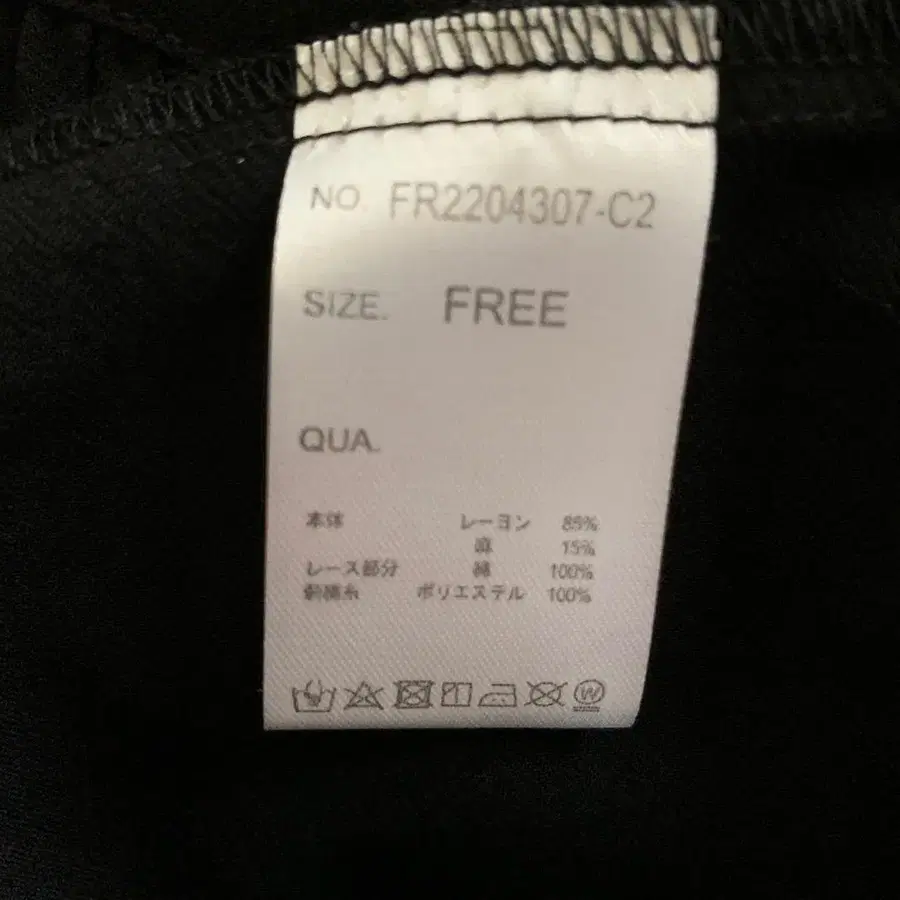 NO. FR2204307-C2
SIZE. FREE
QUA.
本体 レーヨン 85%
麻 15%
レース部分 綿 100%
刺繍糸 ポリエステル 100%
W